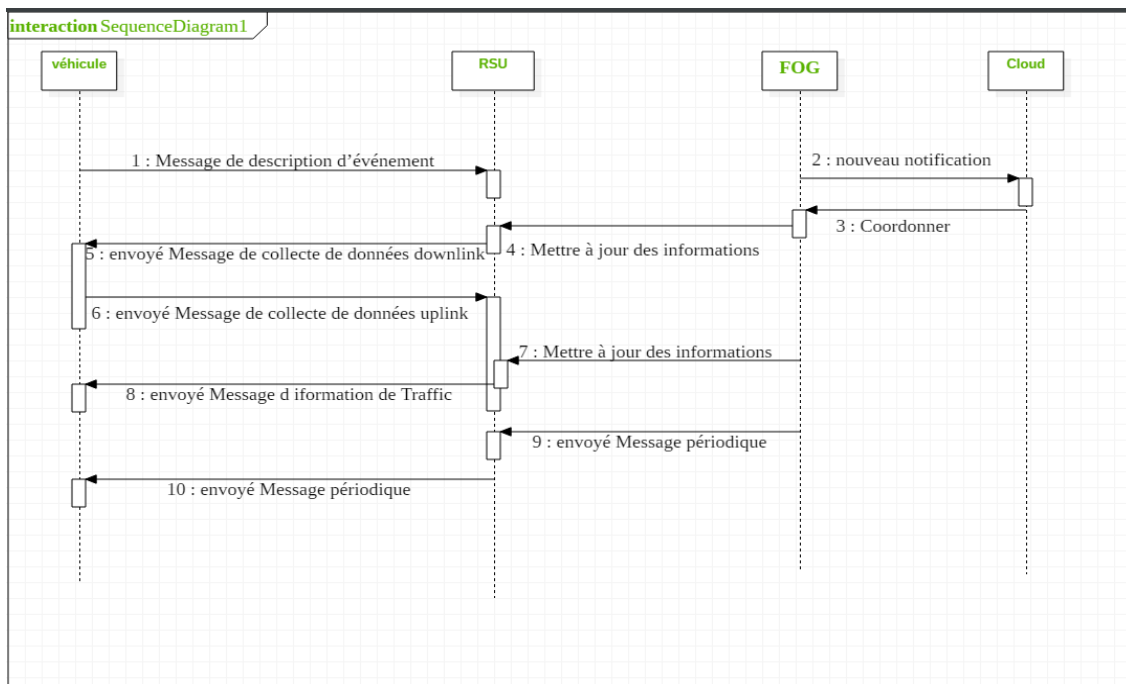 interaction SequenceDiagram1
véhicule
RSU
FOG
Cloud
1 : Message de description d’événement
2 : nouveau notification
3 : Coordonner
4 : Mettre à jour des informations
5 : envoyé Message de collecte de données downlink
6 : envoyé Message de collecte de données uplink
7 : Mettre à jour des informations
8 : envoyé Message d iformation de Traffic
9 : envoyé Message périodique
10 : envoyé Message périodique